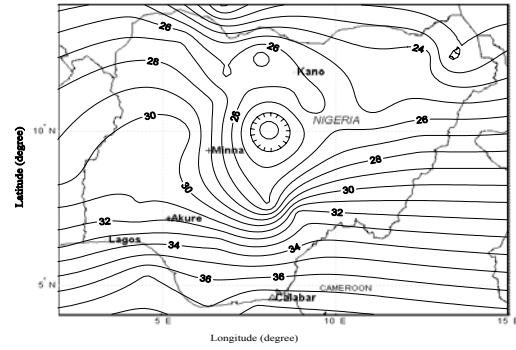 26
26
24
28
Kano
30
26
NIGERIA
26
10° N
Minna
28
30
30
32
32
Akure
Lagos
34
34
36
36
5° N
CAMEROON
Calabar
5 E
10 E
15 E
Latitude (degree)
Longitude (degree)